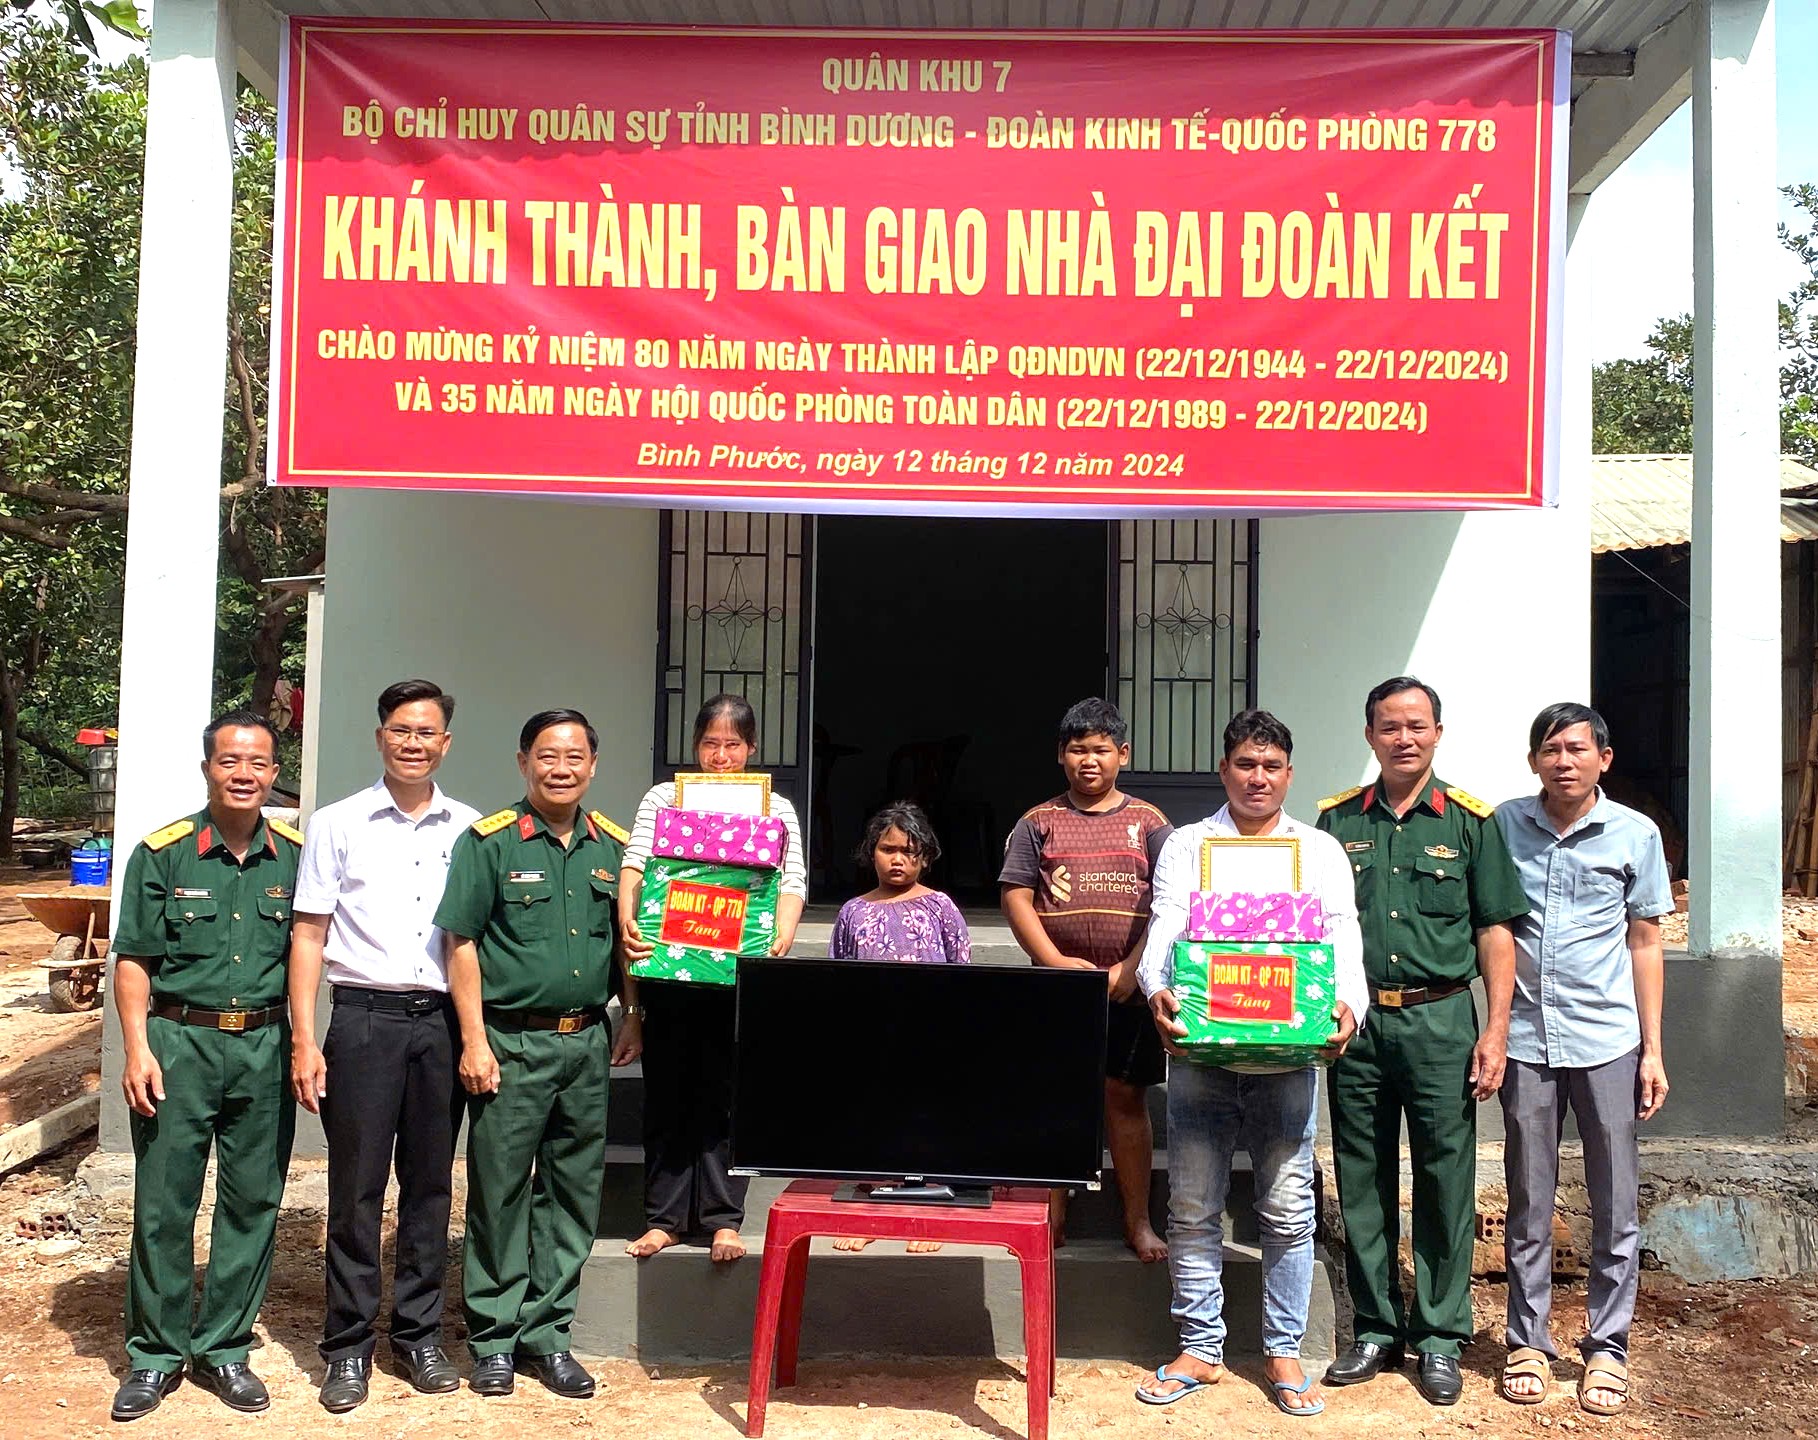 QUÂN KHU 7
BỘ CHỈ HUY QUÂN SỰ TỈNH BÌNH DƯƠNG - ĐOÀN KINH TẾ-QUỐC PHÒNG 778
KHÁNH THÀNH, BÀN GIAO NHÀ ĐẠI ĐOÀN KẾT
CHÀO MỪNG KỶ NIỆM 80 NĂM NGÀY THÀNH LẬP QĐNDVN (22/12/1944 - 22/12/2024)
VÀ 35 NĂM NGÀY HỘI QUỐC PHÒNG TOÀN DÂN (22/12/1989 - 22/12/2024)
Bình Phước, ngày 12 tháng 12 năm 2024
ĐOÀN KT - QP 778
Tặng
standard
chartered
ĐOÀN KT - QP 778
Tặng